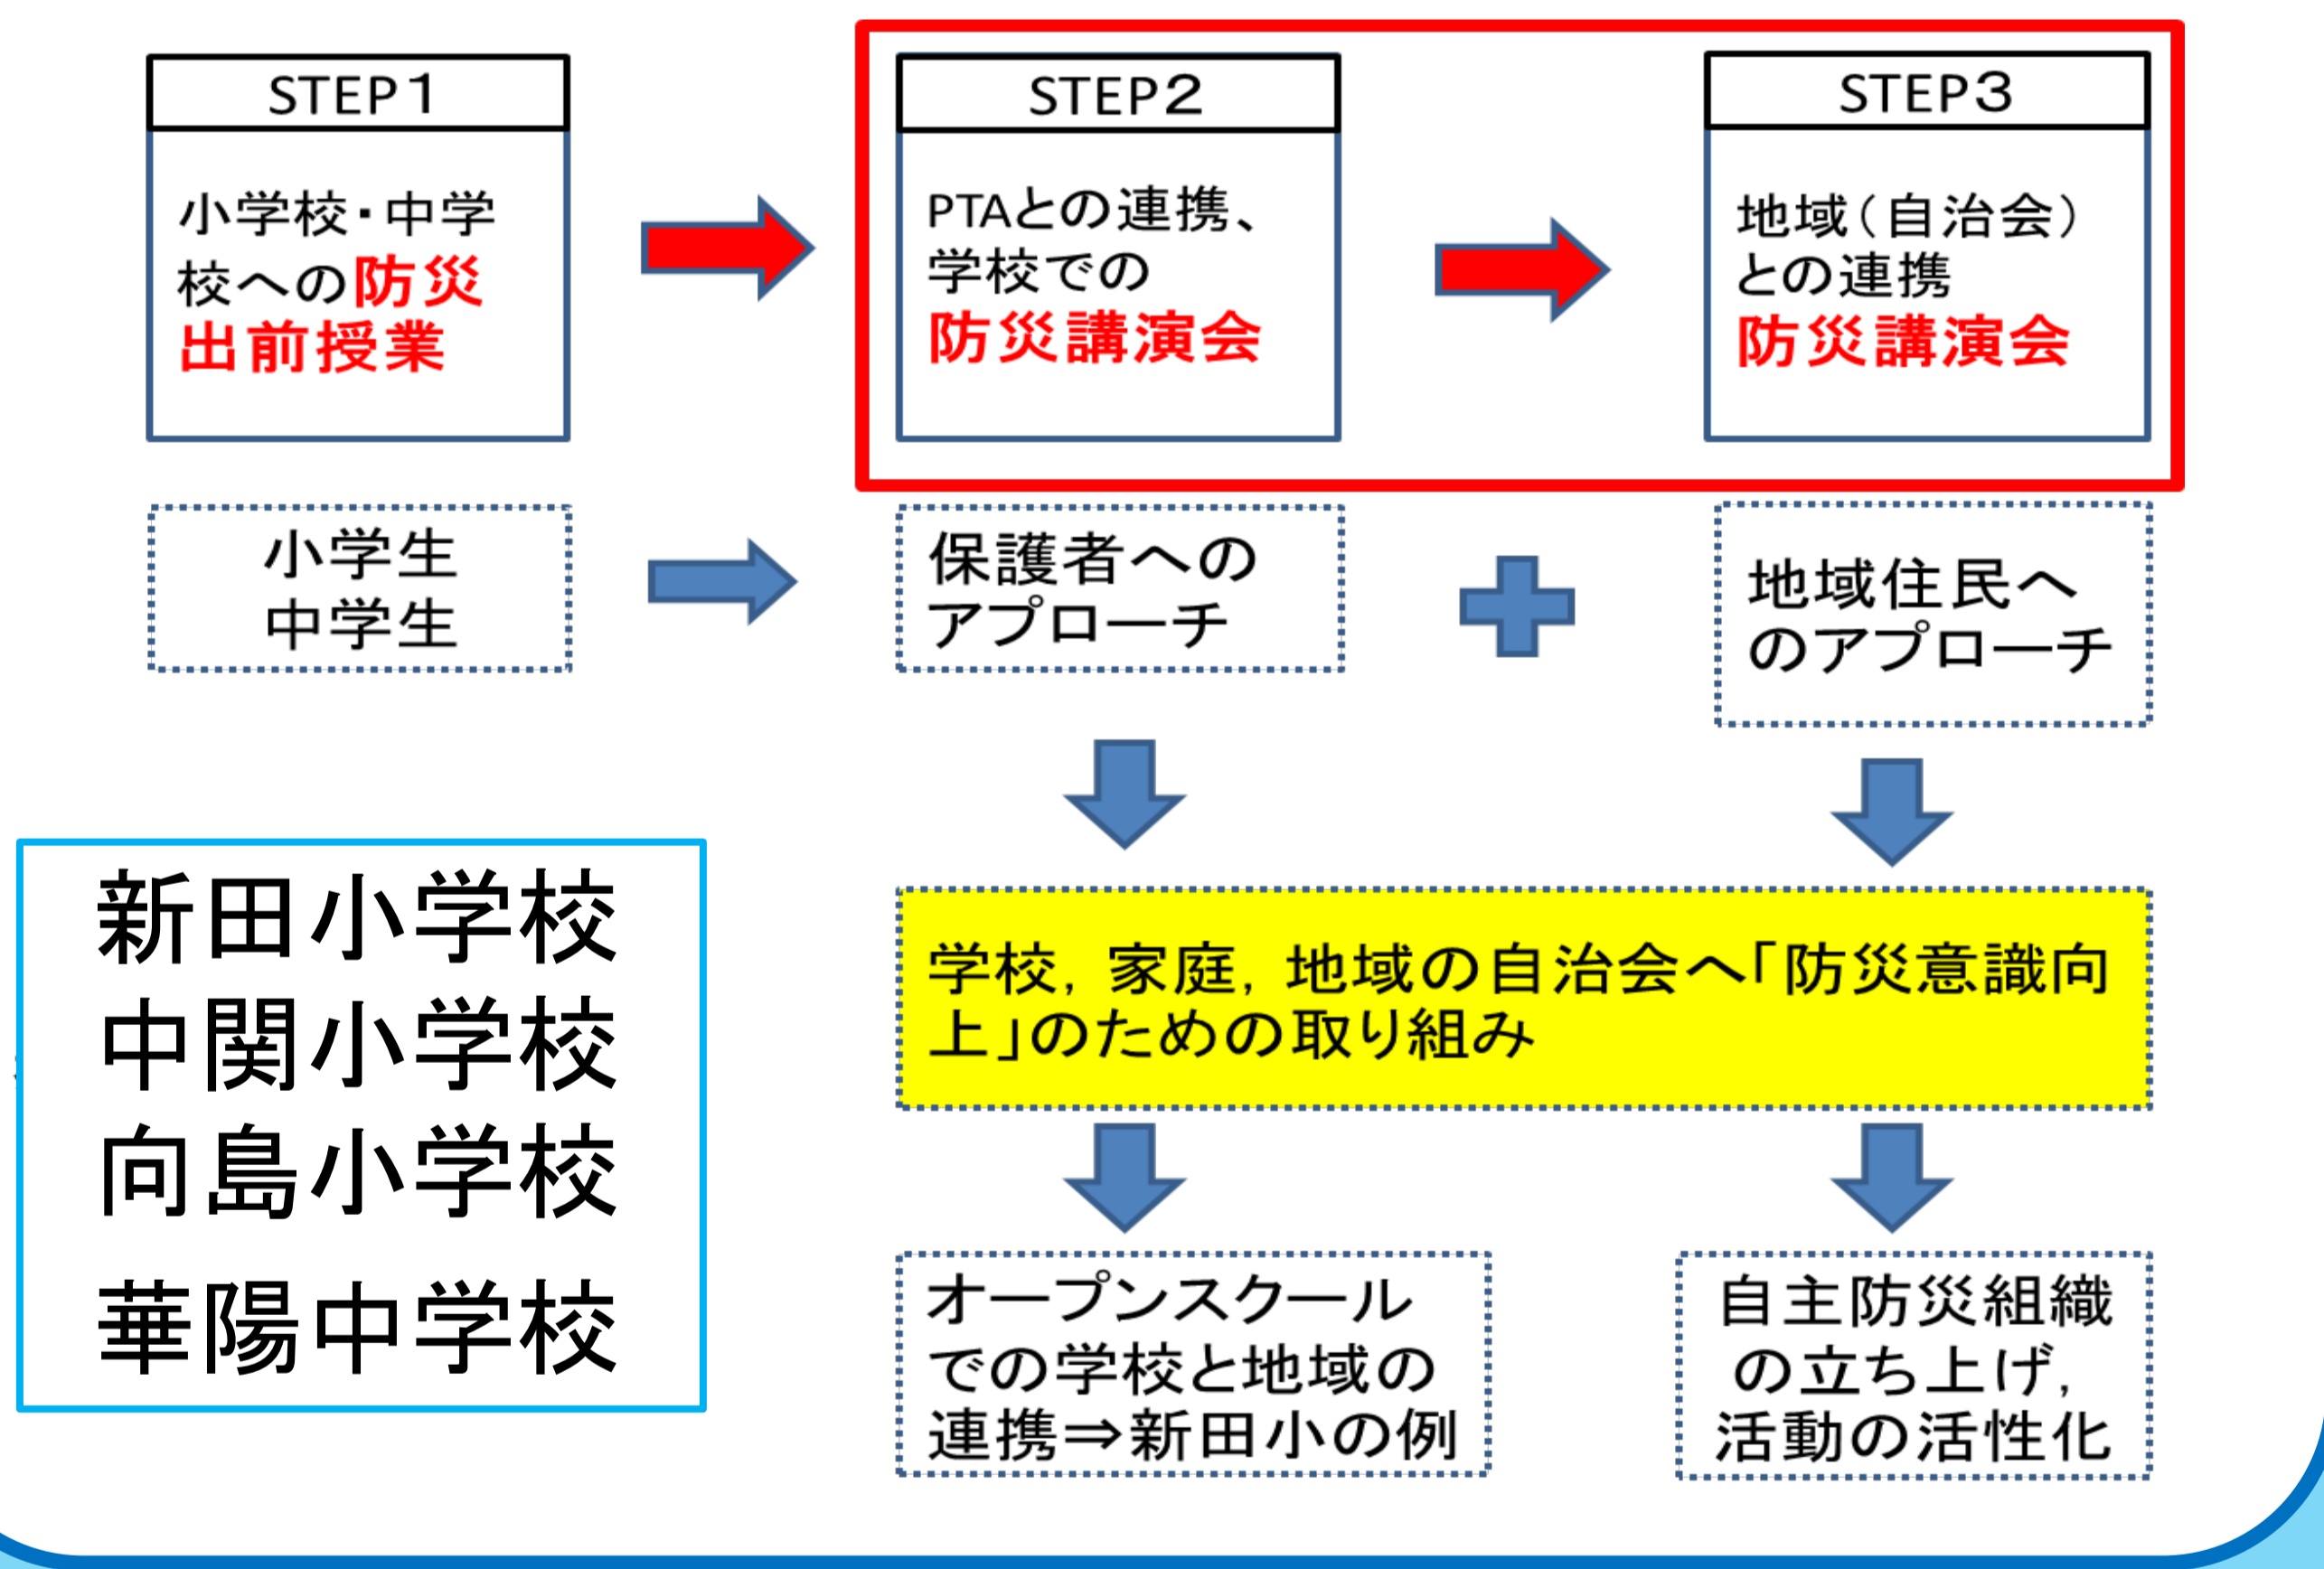 STEP1
小学校・中学
校への防災
出前授業
STEP2
PTAとの連携、
学校での
防災講演会
STEP3
地域（自治会）
との連携
防災講演会
小学生
中学生
保護者への
アプローチ
地域住民へ
のアプローチ
新田小学校
中関小学校
向島小学校
華陽中学校
学校，家庭，地域の自治会へ「防災意識向
上」のための取り組み
オープンスクール
での学校と地域の
連携⇒新田小の例
自主防災組織
の立ち上げ，
活動の活性化